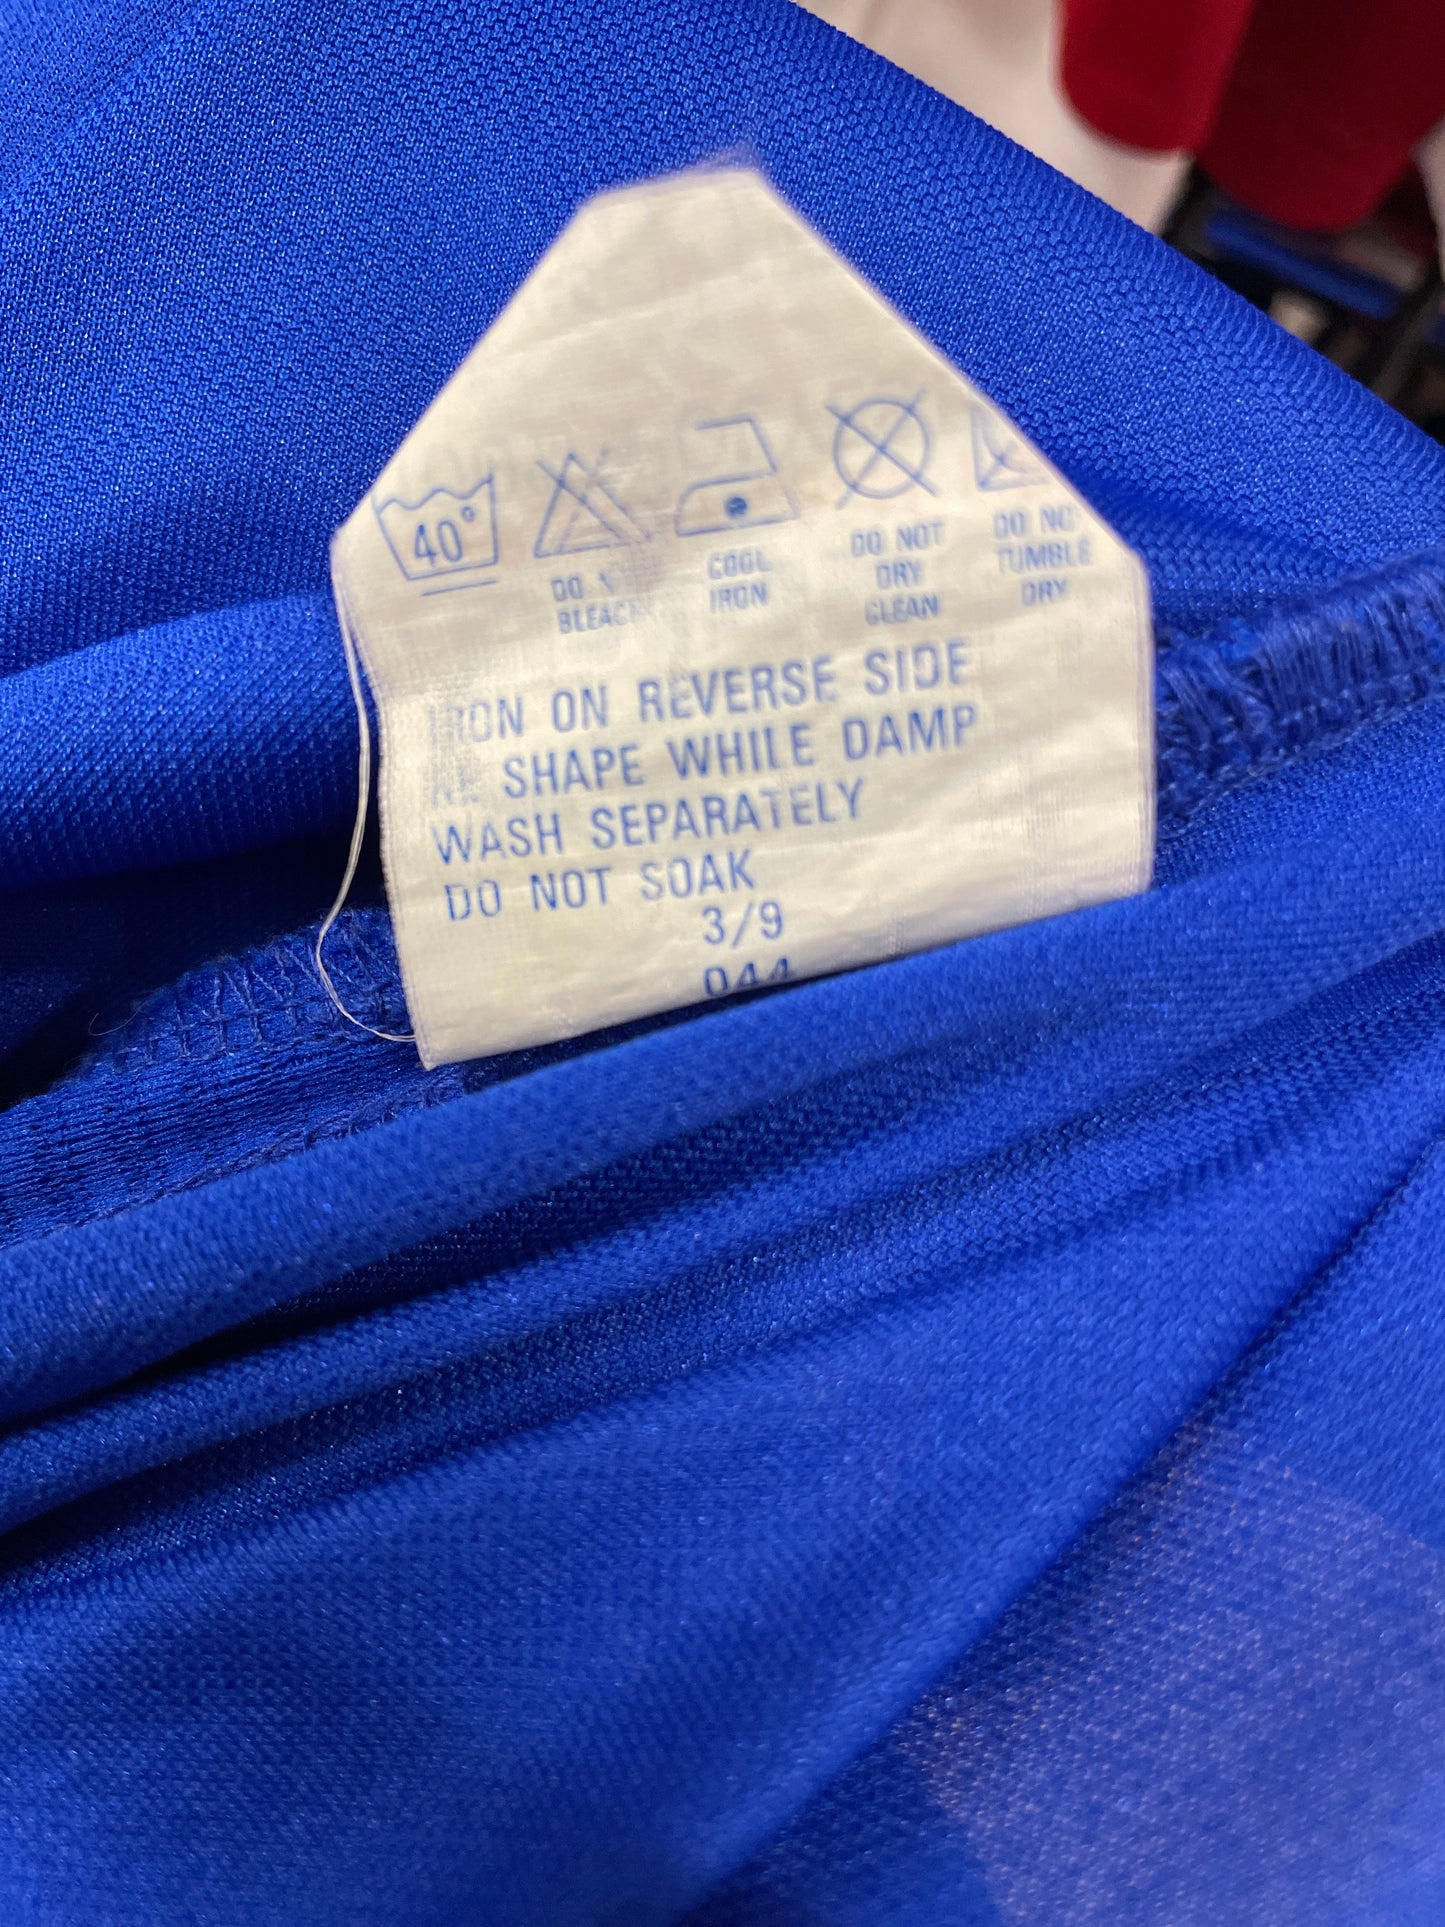 40°
DO
BLEACH
COOL
IRON
DO NOT
DRY
CLEAN
DO NOT
TUMBLE
DRY
IRON ON REVERSE SIDE
SHAPE WHILE DAMP
WASH SEPARATELY
DO NOT SOAK
3/9
044